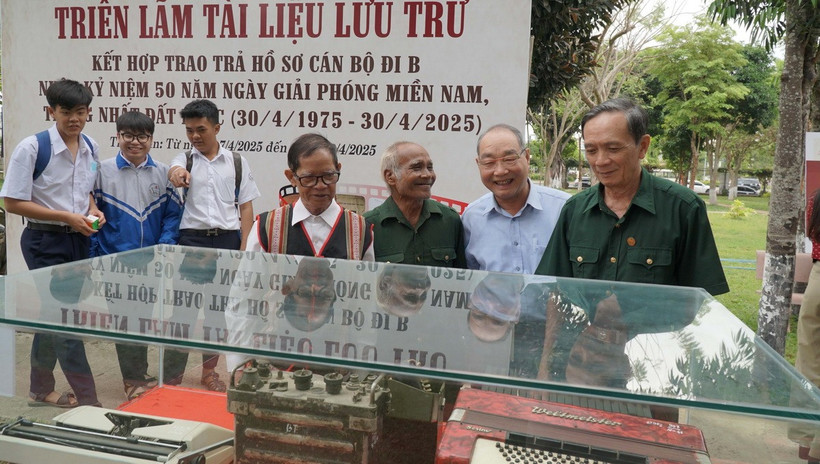 TRIỂN LÃM TÀI LIỆU LƯU TRỮ
KẾT HỢP TRAO TRẢ HỒ SƠ CÁN BỘ ĐI B
KỶ NIỆM 50 NĂM NGÀY GIẢI PHÓNG MIỀN NAM,
NHẤT ĐẤT (30/4/1975 - 30/4/2025)
Từ /4/2025 đến /4/2025
Weltmeister